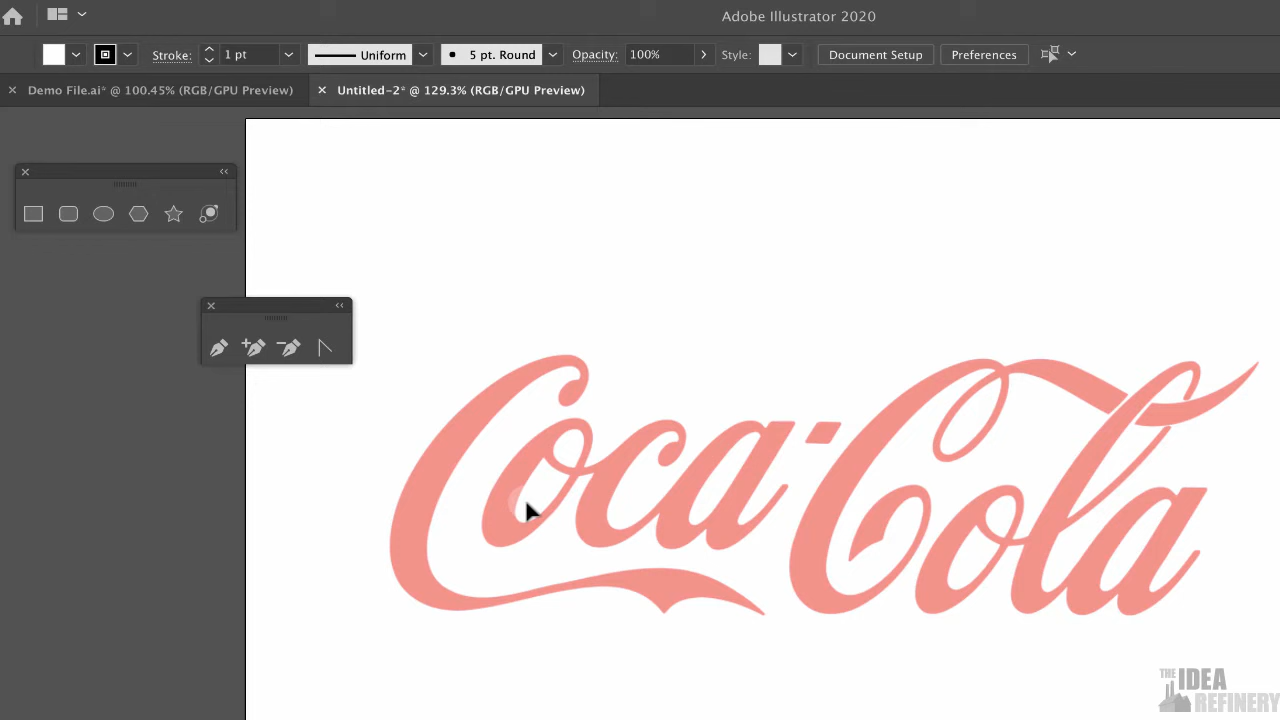 Adobe Illustrator 2020
Stroke: 1 pt Uniform 5 pt. Round Opacity: 100% Style: Document Setup Preferences
Demo File.ai* @ 100.45% (RGB/GPU Preview) Untitled-2* @ 129.3% (RGB/GPU Preview)
Coca-Cola
THE IDEA
REFINERY